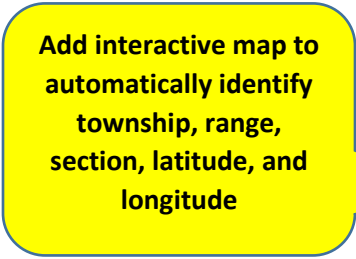 Add interactive map to
automatically identify
township, range,
section, latitude, and
longitude